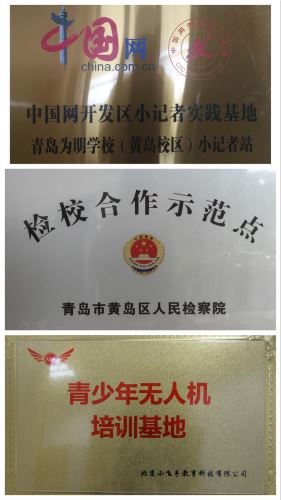 中国网
china.com.cn
中国网开发区小记者实践基地
青岛为明学校（黄岛校区）小记者站
检校合作示范点
青岛市黄岛区人民检察院
青少年无人机
培训基地
北京小飞手教育科技有限公司